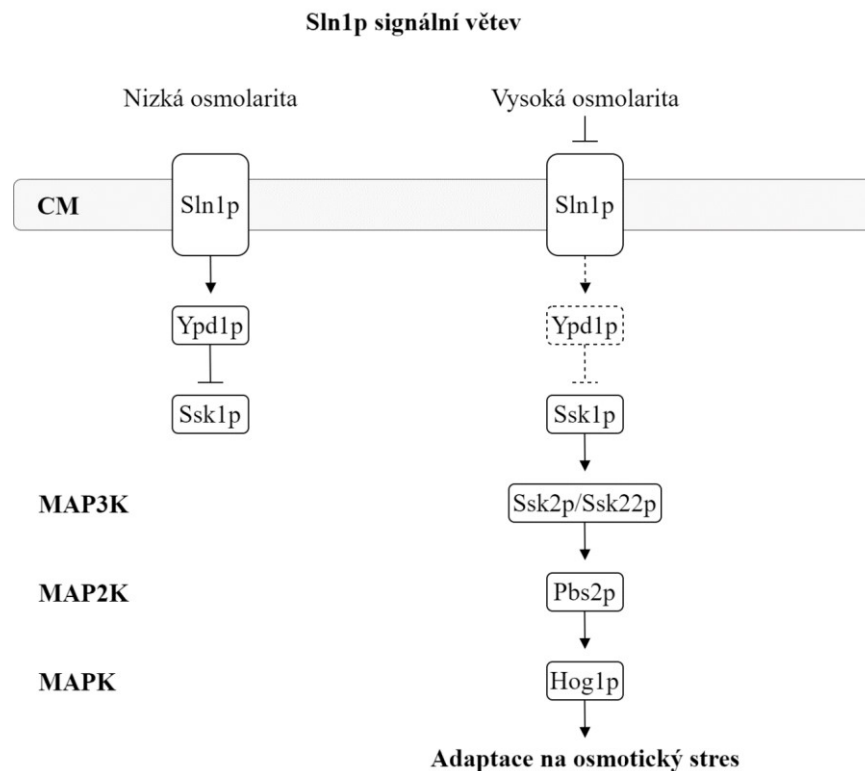 Sln1p signální větev
Nizká osmolarita
Vysoká osmolarita
CM
Sln1p
Sln1p
Ypd1p
Ypd1p
Ssk1p
Ssk1p
MAP3K
Ssk2p/Ssk22p
MAP2K
Pbs2p
MAPK
Hog1p
Adaptace na osmotický stres